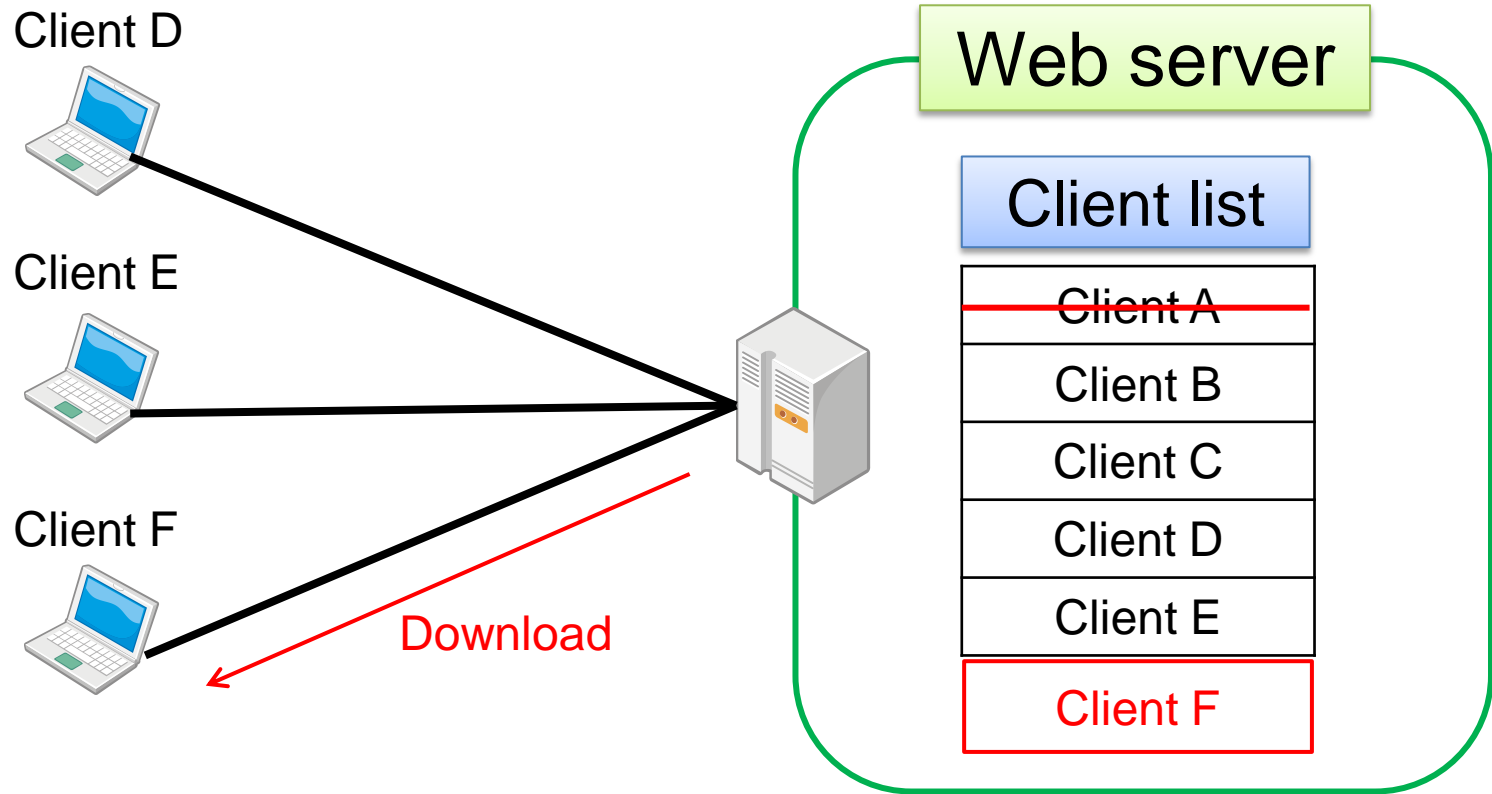 Client D
Client E
Client F
Download
Web server
Client list
Client A
Client B
Client C
Client D
Client E
Client F